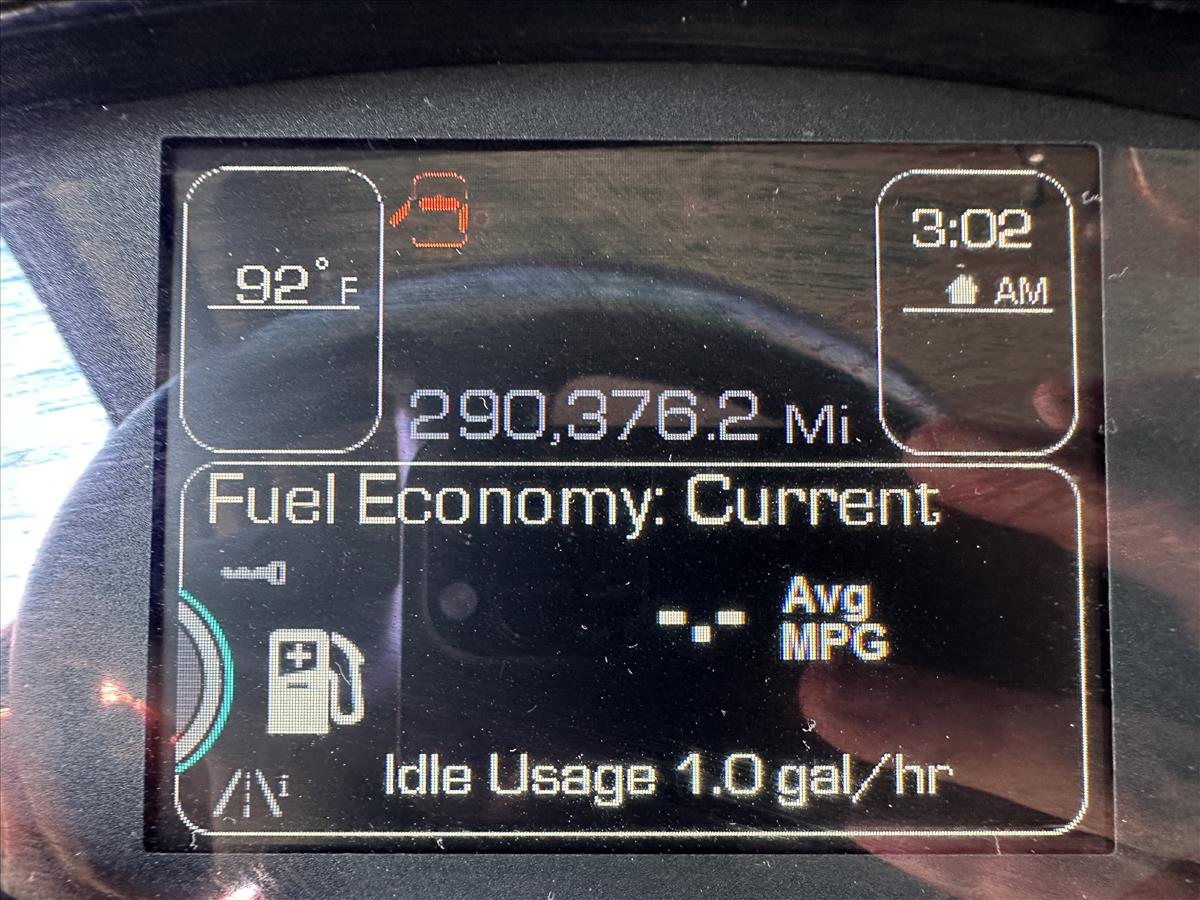 92° F
3:02
AM
290,376.2 Mi
Fuel Economy: Current
-.- Avg
MPG
Idle Usage 1.0 gal/hr